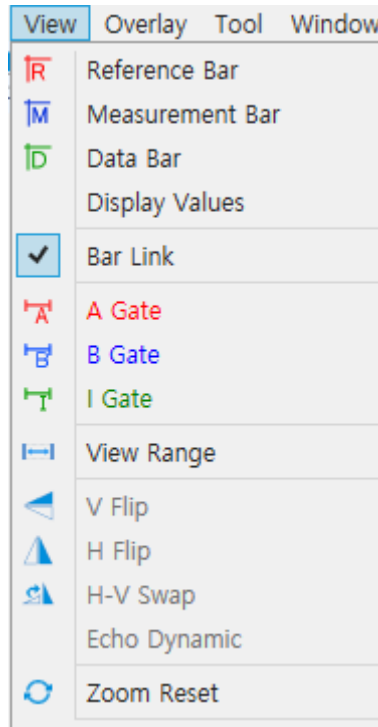 View Overlay Tool Window
R Reference Bar
M Measurement Bar
D Data Bar
Display Values
Bar Link
A A Gate
B B Gate
I I Gate
View Range
V Flip
H Flip
H-V Swap
Echo Dynamic
Zoom Reset